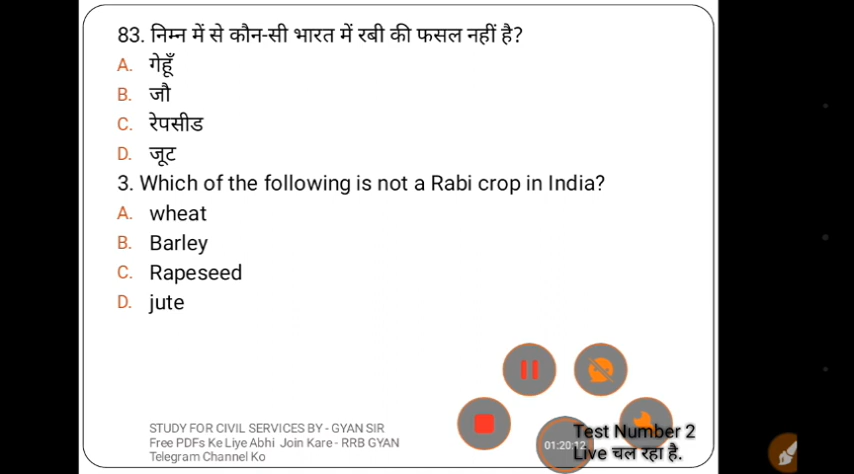 83. निम्न में से कौन-सी भारत में रबी की फसल नहीं है?
A. गेहूँ
B. जौ
C. रेपसीड
D. जूट
3. Which of the following is not a Rabi crop in India?
A. wheat
B. Barley
C. Rapeseed
D. jute
STUDY FOR CIVIL SERVICES BY - GYAN SIR
Free PDFs Ke Liye Abhi Join Kare - RRB GYAN
Telegram Channel Ko
01:20:12
Test Number 2
Live चल रहा है.